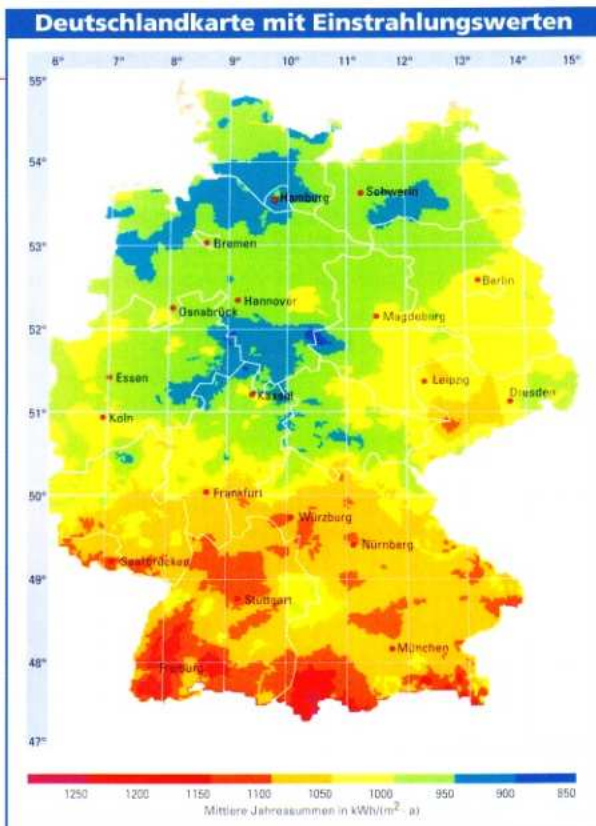 Deutschlandkarte mit Einstrahlungswerten
6° 7° 8° 9° 10° 11° 12° 13° 14° 15°
55°
54°
Hamburg
Schwerin
53°
Bremen
Berlin
Hannover
Osnabrück
Magdeburg
52°
Essen
Leipzig
Kassel
Dresden
51°
Köln
50°
Frankfurt
Würzburg
Nürnberg
Saarbrücken
49°
Stuttgart
München
48°
Freiburg
47°
1250 1200 1150 1100 1050 1000 950 900 850
Mittlere Jahressummen in kWh/(m² · a)